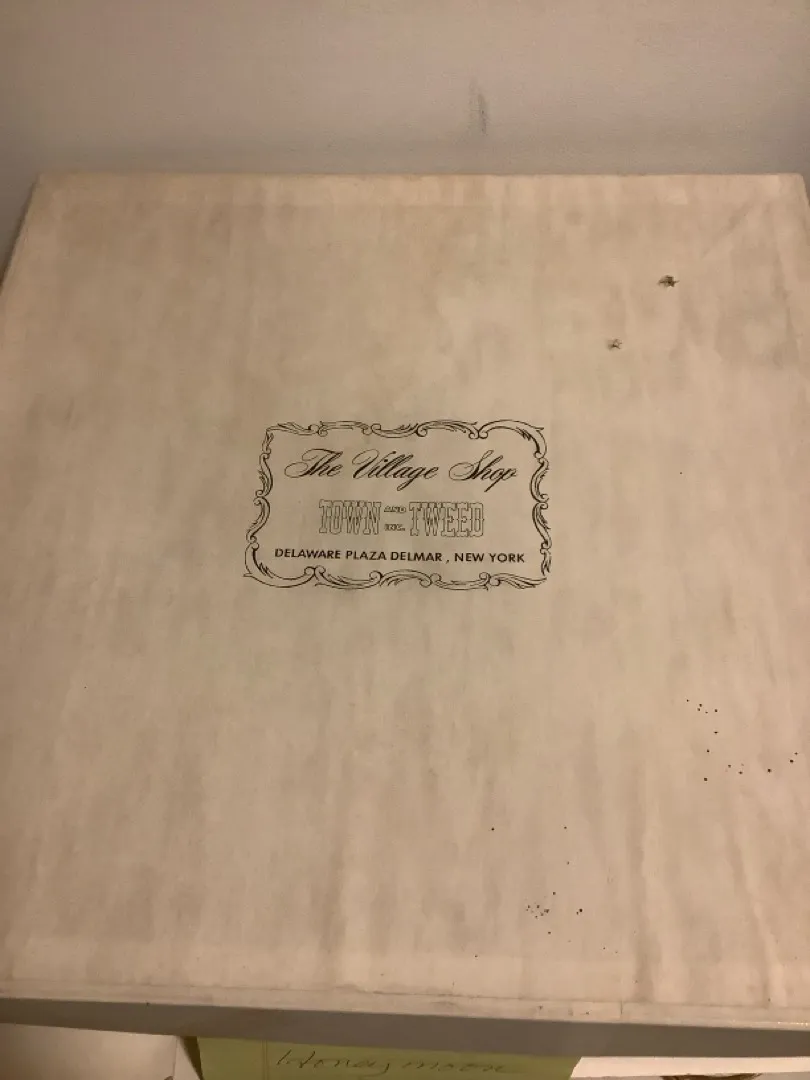 The Village Shop
TOWN AND INC. TWEED
DELAWARE PLAZA DELMAR, NEW YORK
Honeymoon